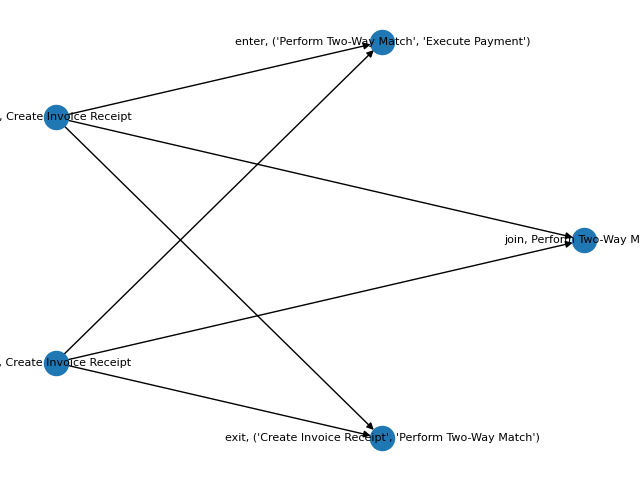 enter, ('Perform Two-Way Match', 'Execute Payment')
, Create Invoice Receipt
join, Perform Two-Way M
, Create Invoice Receipt
exit, ('Create Invoice Receipt', 'Perform Two-Way Match')